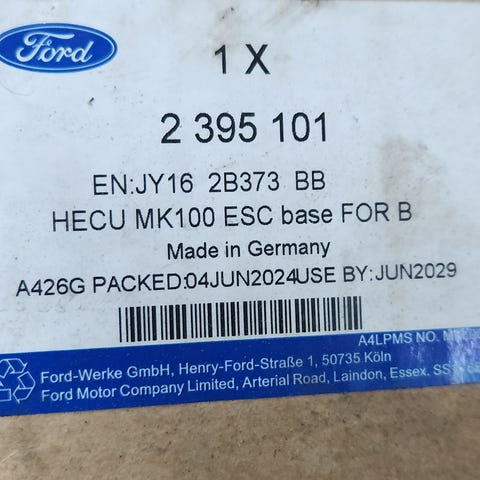 Ford
1 X
2 395 101
EN:JY16 2B373 BB
HECU MK100 ESC base FOR B
Made in Germany
A426G PACKED:04JUN2024USE BY:JUN2029
A4LPMS NO.
Ford-Werke GmbH, Henry-Ford-Straße 1, 50735 Köln
Ford Motor Company Limited, Arterial Road, Laindon, Essex.